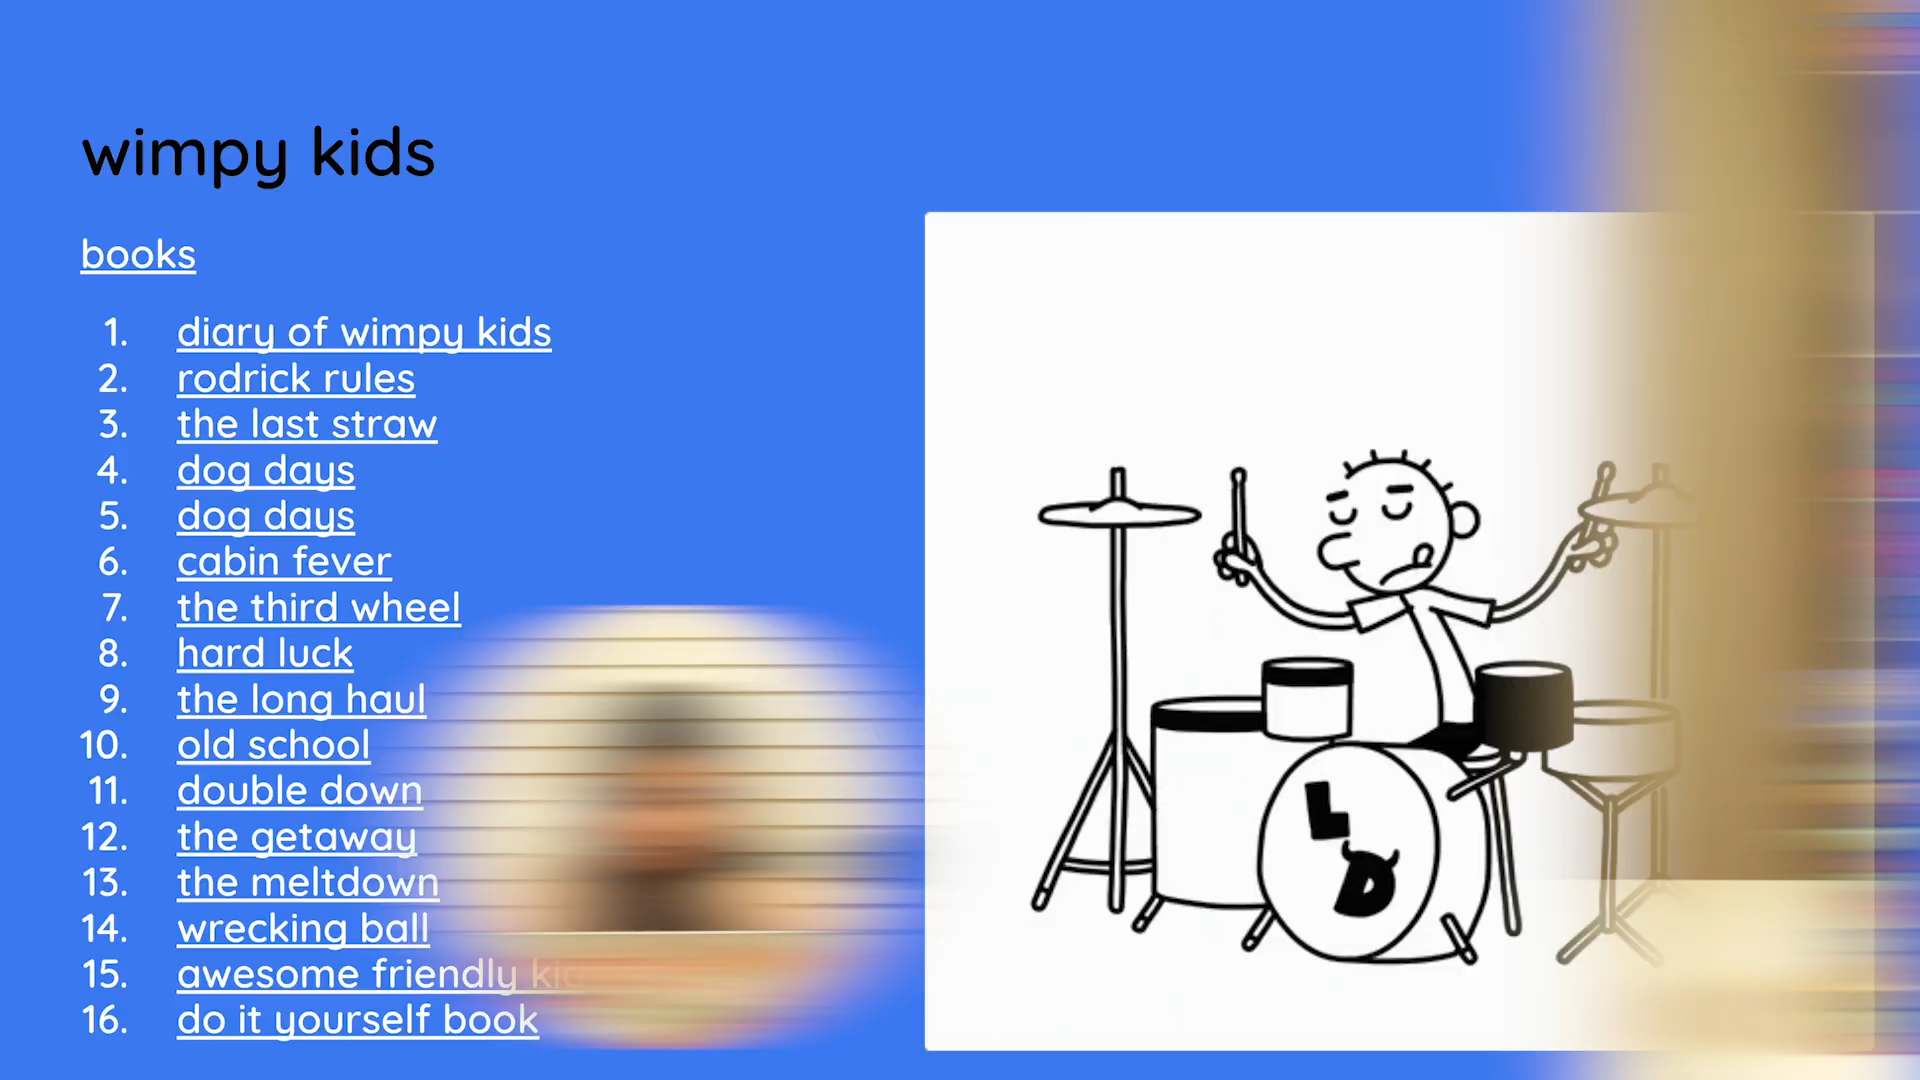 wimpy kids
books
1. diary of wimpy kids
2. rodrick rules
3. the last straw
4. dog days
5. dog days
6. cabin fever
7. the third wheel
8. hard luck
9. the long haul
10. old school
11. double down
12. the getaway
13. the meltdown
14. wrecking ball
15. awesome friendly
16. do it yourself book
L
D